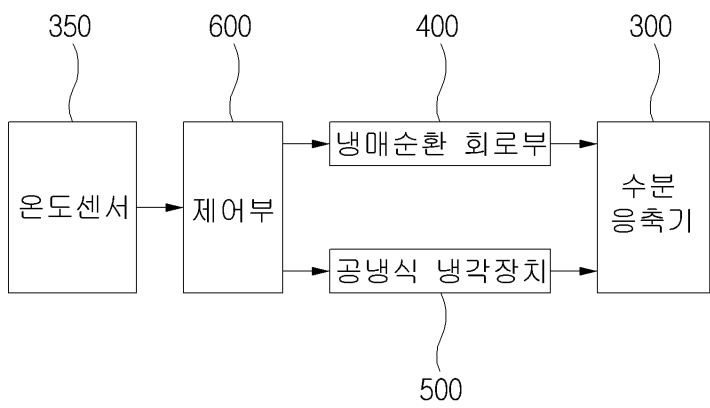 350
600
400
300
온도센서
제어부
냉매순환 회로부
공냉식 냉각장치
수분
응축기
500